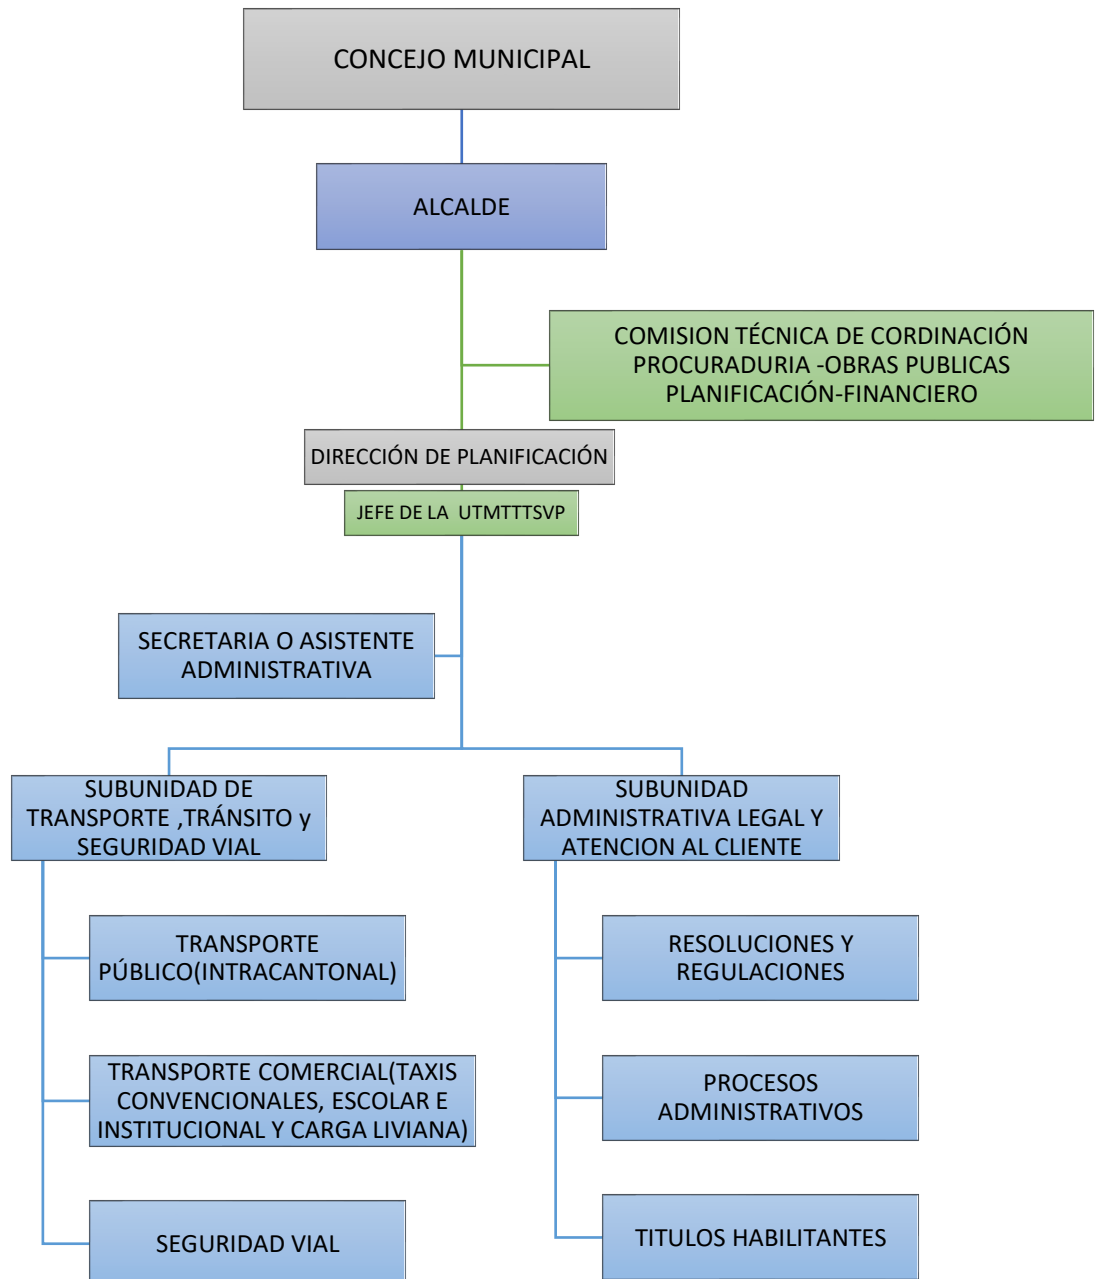 CONCEJO MUNICIPAL
ALCALDE
COMISION TÉCNICA DE CORDINACIÓN
PROCURADURIA -OBRAS PUBLICAS
PLANIFICACIÓN-FINANCIERO
DIRECCIÓN DE PLANIFICACIÓN
JEFE DE LA  UTMTTTSVP
SECRETARIA O ASISTENTE
ADMINISTRATIVA
SUBUNIDAD DE
TRANSPORTE ,TRÁNSITO y
SEGURIDAD VIAL
TRANSPORTE
PÚBLICO(INTRACANTONAL)
TRANSPORTE COMERCIAL(TAXIS
CONVENCIONALES, ESCOLAR E
INSTITUCIONAL Y CARGA LIVIANA)
SEGURIDAD VIAL
SUBUNIDAD
ADMINISTRATIVA LEGAL Y
ATENCION AL CLIENTE
RESOLUCIONES Y
REGULACIONES
PROCESOS
ADMINISTRATIVOS
TITULOS HABILITANTES